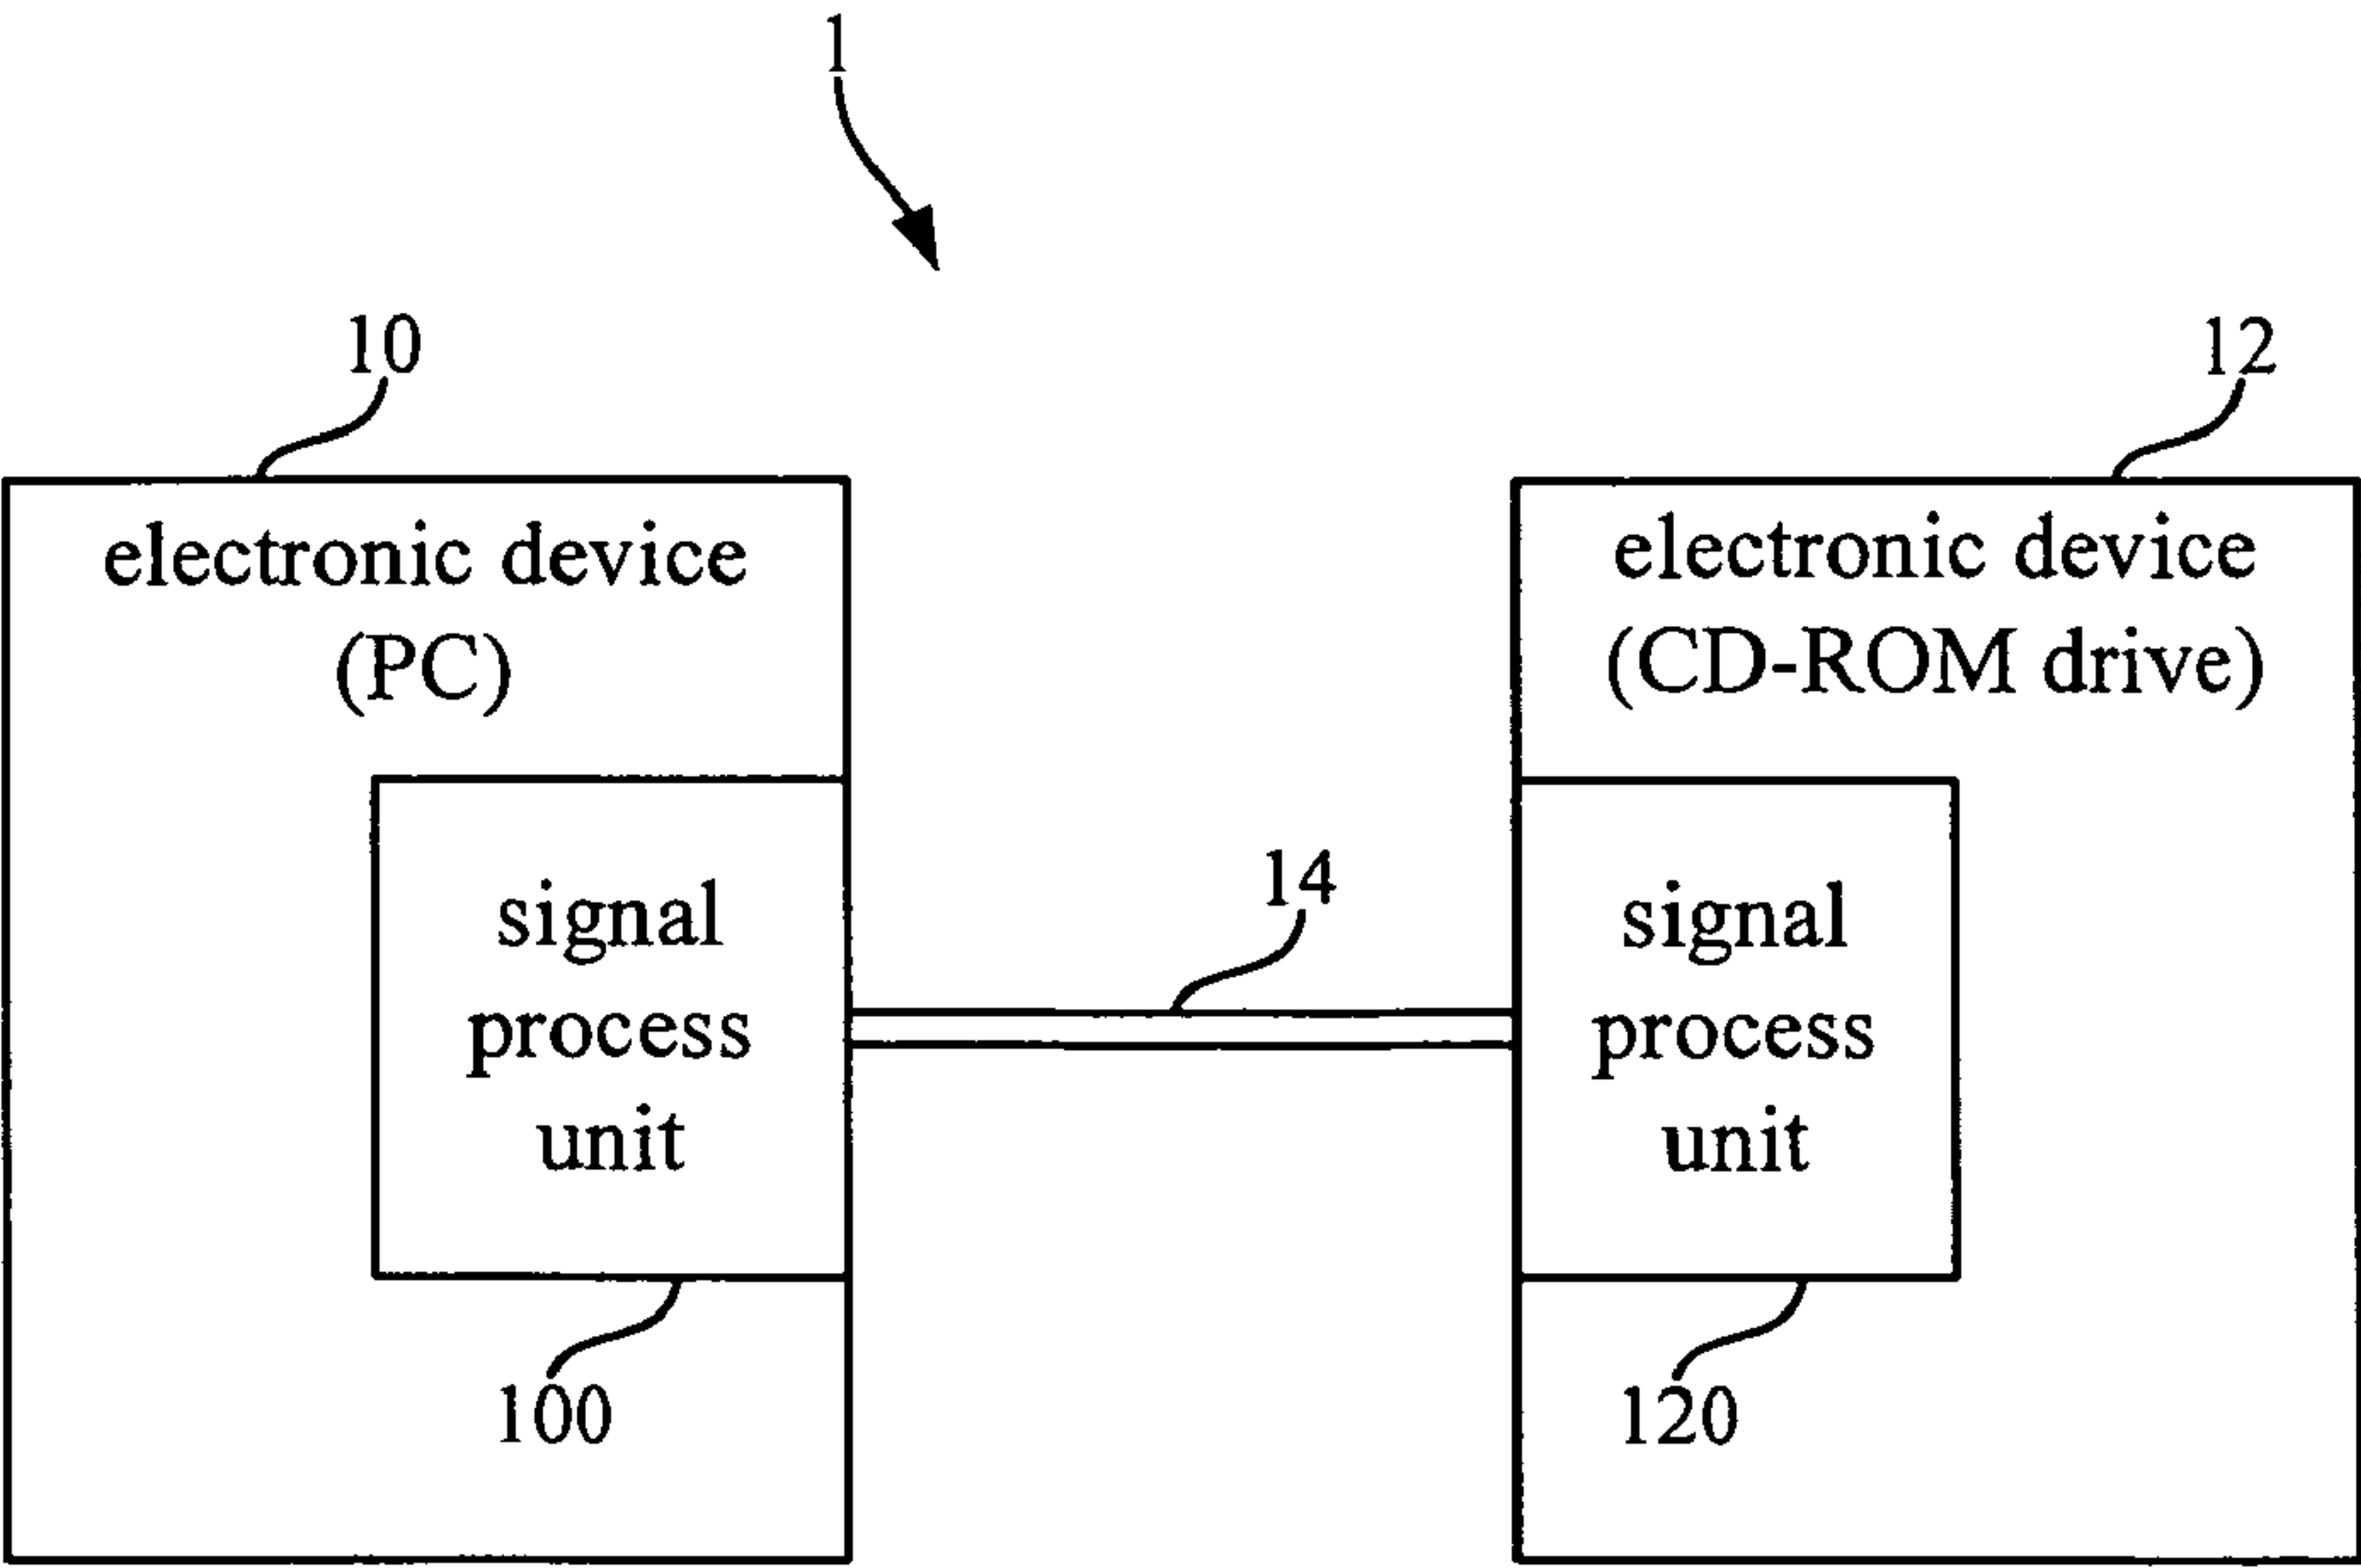 1
10
12
electronic device
(PC)
electronic device
(CD-ROM drive)
14
signal
process
unit
signal
process
unit
100
120